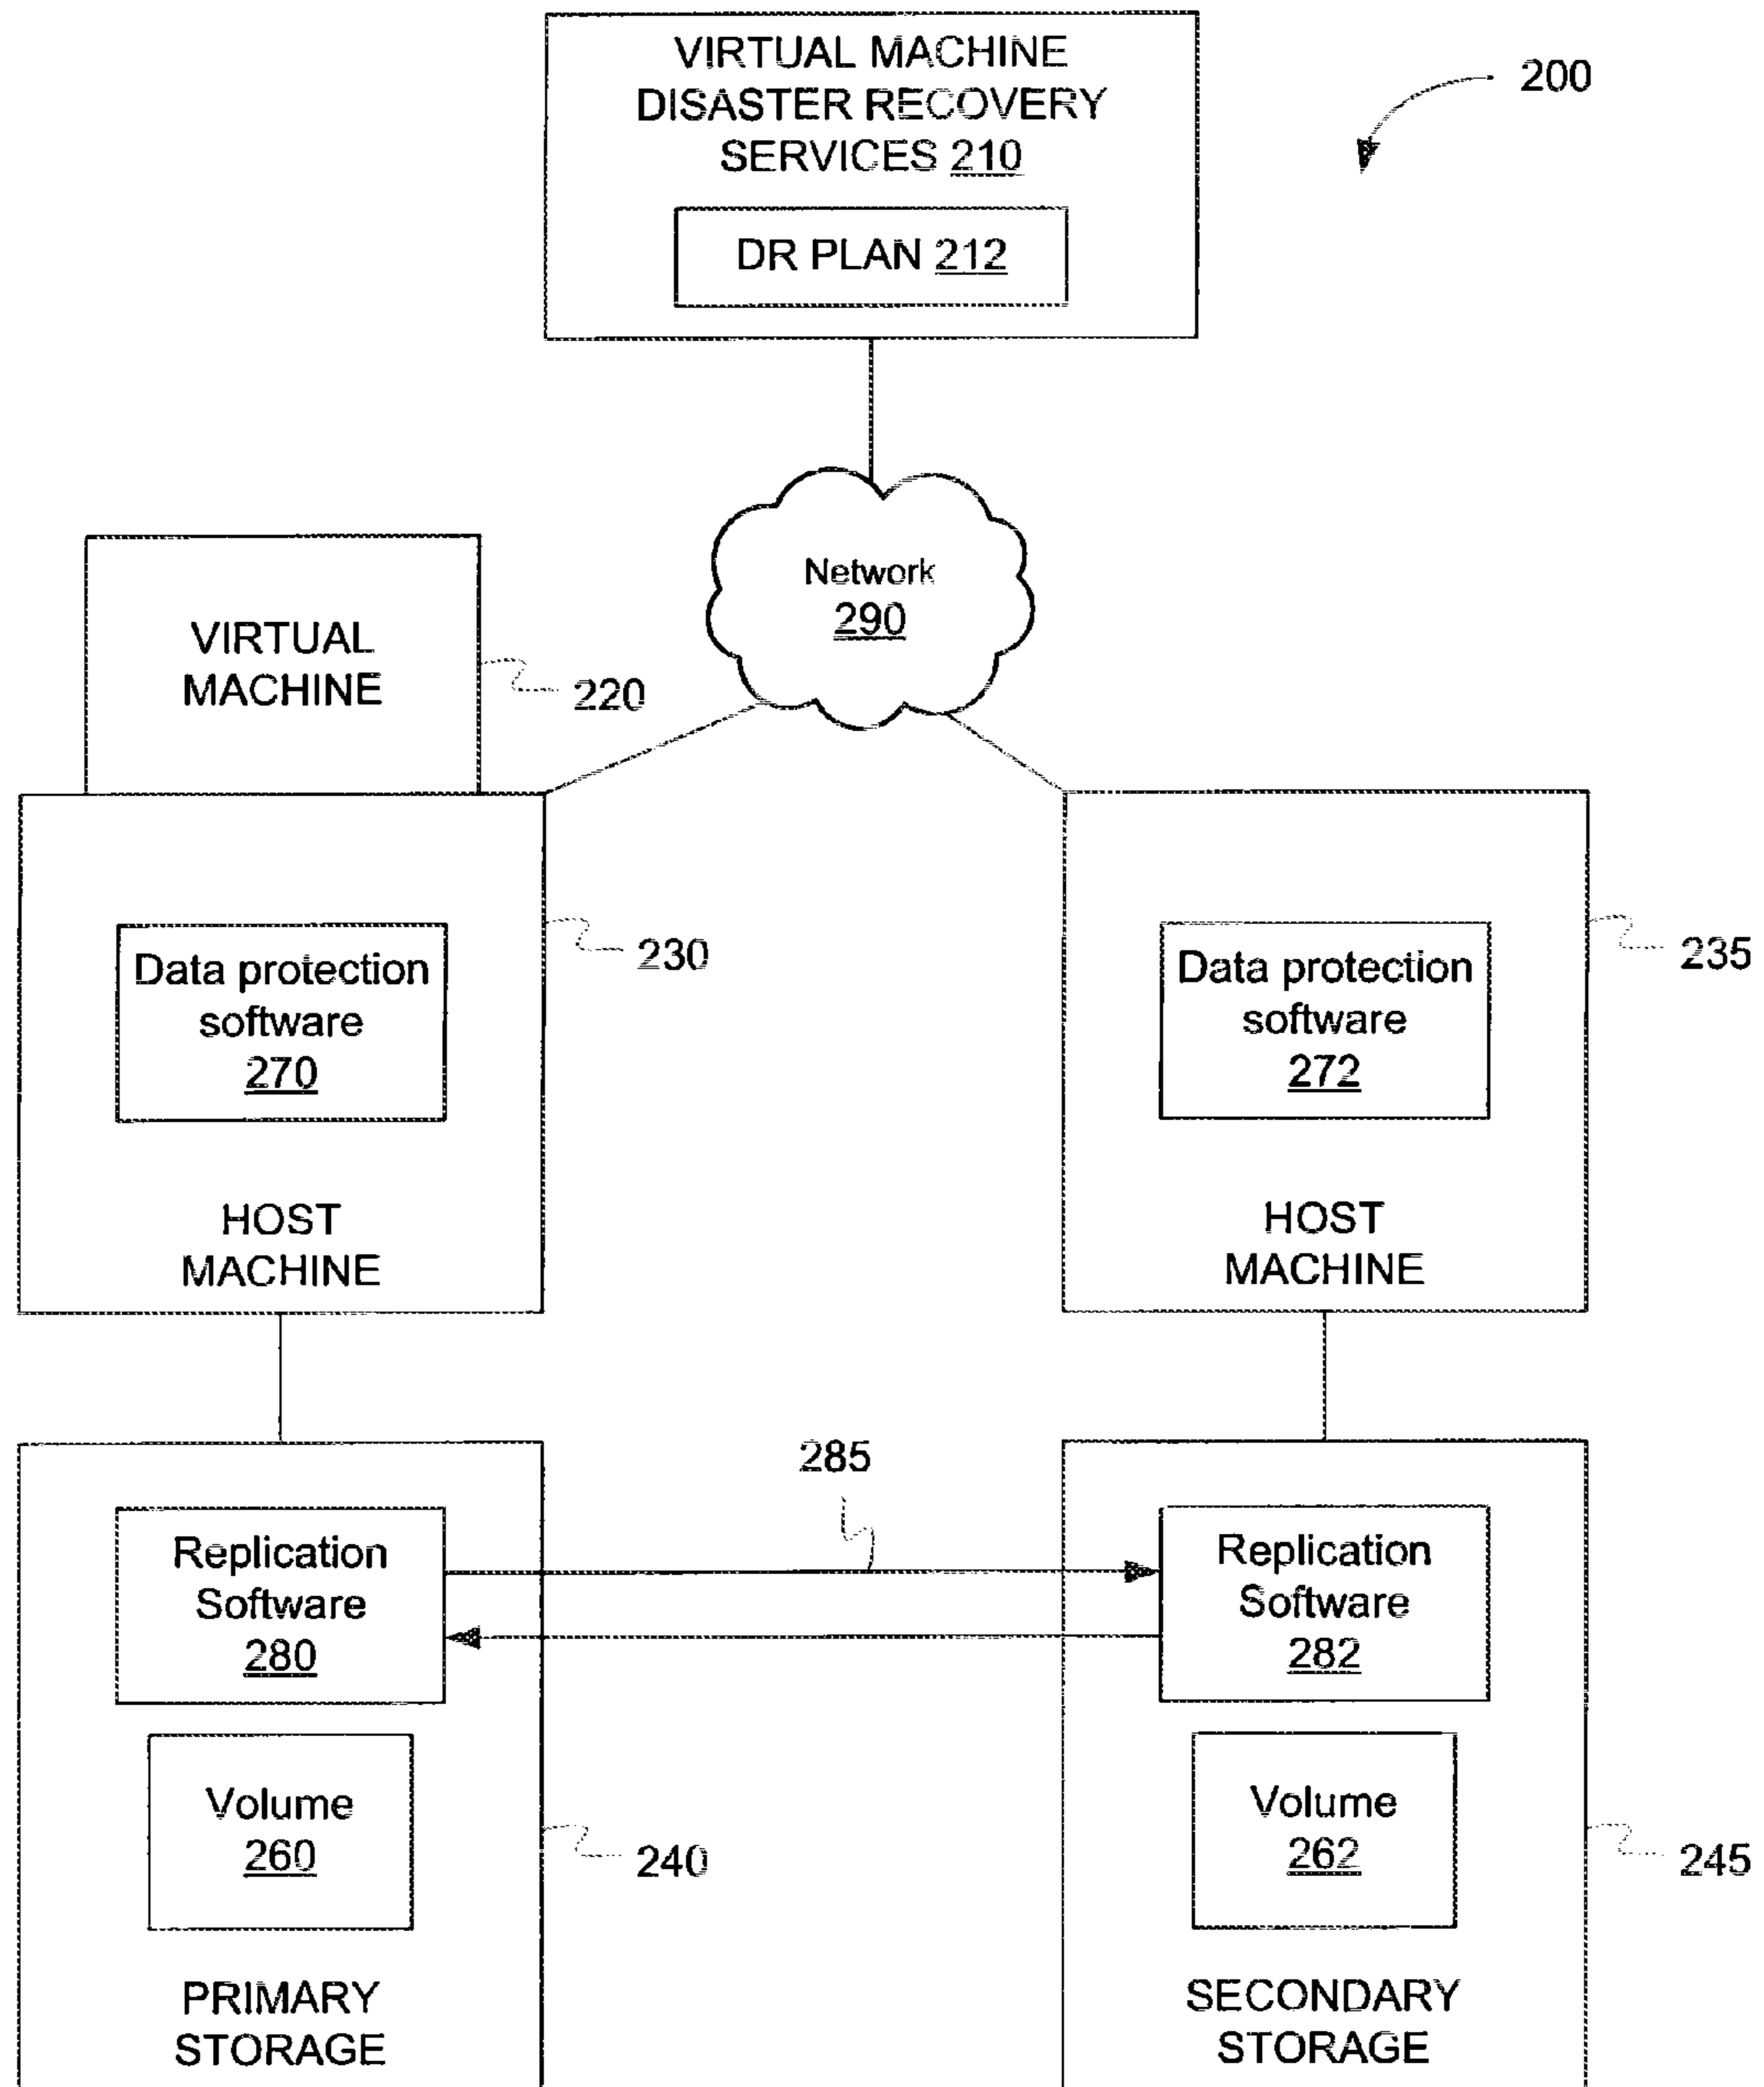 VIRTUAL MACHINE
DISASTER RECOVERY
SERVICES 210
DR PLAN 212
200
Network
290
VIRTUAL
MACHINE
220
Data protection
software
270
HOST
MACHINE
230
Data protection
software
272
HOST
MACHINE
235
285
Replication
Software
280
Volume
260
PRIMARY
STORAGE
240
Replication
Software
282
Volume
262
SECONDARY
STORAGE
245